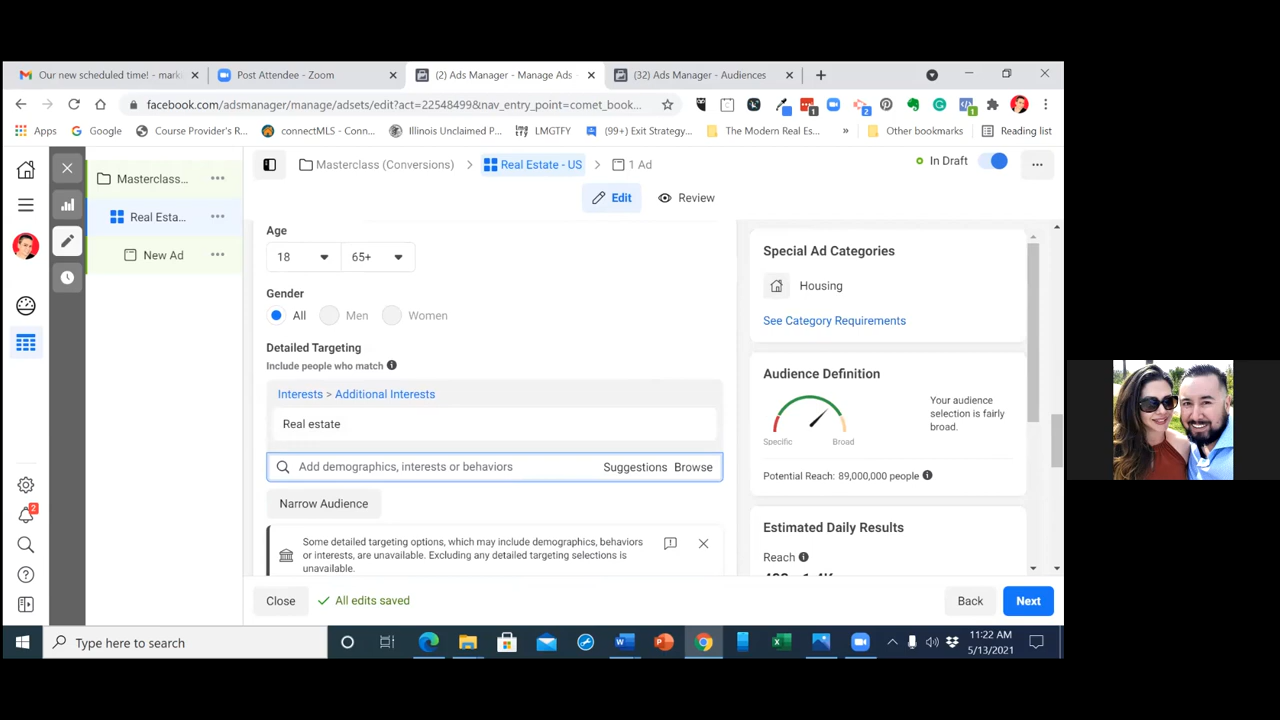 Our new scheduled time! - mark
Post Attendee - Zoom
(2) Ads Manager - Manage Ads -
(32) Ads Manager - Audiences
facebook.com/adsmanager/manage/adsets/edit?act=22548499&nav_entry_point=comet_book...
Apps
Google
Course Provider's R...
connectMLS - Conn...
Illinois Unclaimed P...
LMGTFY
(99+) Exit Strategy...
The Modern Real Es...
»
Other bookmarks
Reading list
Masterclass (Conversions)
Real Estate - US
1 Ad
In Draft
Masterclass...
Edit
Review
Real Esta...
New Ad
Age
18
65+
Gender
All
Men
Women
Detailed Targeting
Include people who match
Interests > Additional Interests
Real estate
Add demographics, interests or behaviors
Suggestions
Browse
Narrow Audience
Some detailed targeting options, which may include demographics, behaviors
or interests, are unavailable. Excluding any detailed targeting selections is
unavailable.
Special Ad Categories
Housing
See Category Requirements
Audience Definition
Your audience
selection is fairly
broad.
Specific
Broad
Potential Reach: 89,000,000 people
Estimated Daily Results
Reach
2
Close
All edits saved
Back
Next
Type here to search
11:22 AM
5/13/2021